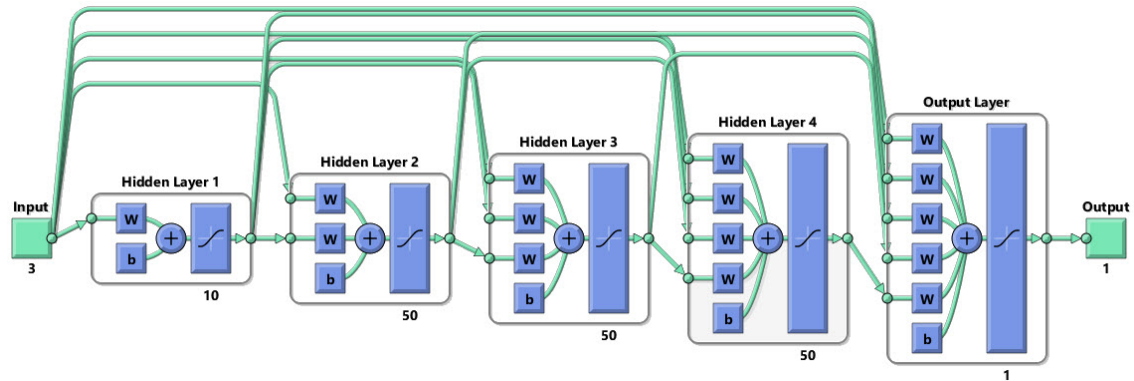 Input
3
Hidden Layer 1
W
b
10
Hidden Layer 2
W
W
b
50
Hidden Layer 3
W
W
W
b
50
Hidden Layer 4
W
W
W
W
b
50
Output Layer
W
W
W
W
W
b
1
Output
1